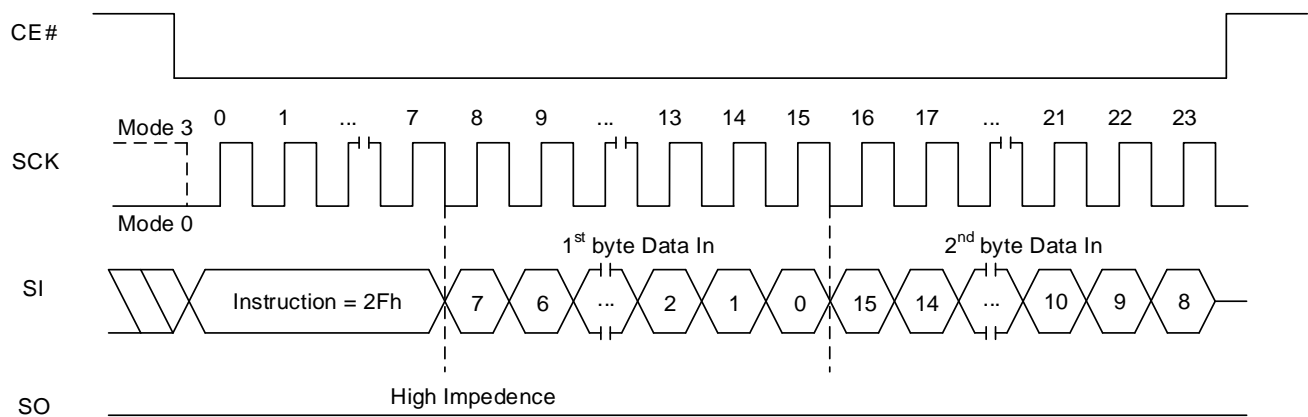 CE#
0 1 ... 7 8 9 ... 13 14 15 16 17 ... 21 22 23
Mode 3
SCK
Mode 0
1st byte Data In 2nd byte Data In
SI
Instruction = 2Fh 7 6 ... 2 1 0 15 14 ... 10 9 8
High Impedence
SO